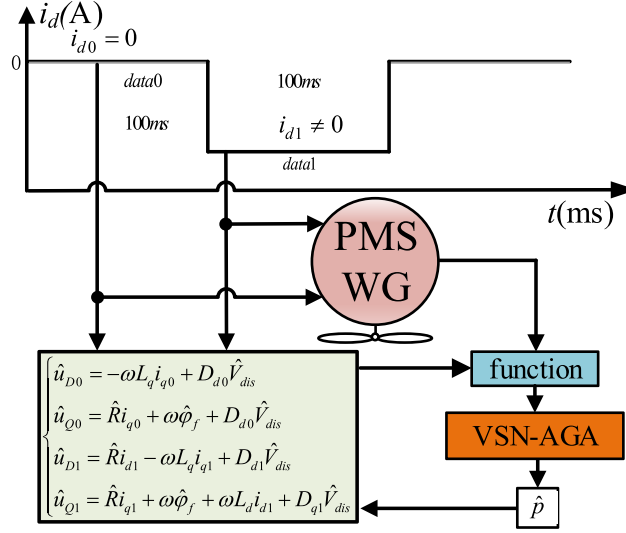 i_d(A)
i_{d0} = 0
0
data0
100ms
100ms
i_{d1} ≠ 0
data1
t(ms)
PMS
WG
û_{D0} = -ωL_q i_{q0} + D_{d0} V̂_{dis}
û_{Q0} = R̂i_{q0} + ωφ̂_f + D_{d0} V̂_{dis}
û_{D1} = R̂i_{d1} - ωL_q i_{q1} + D_{d1} V̂_{dis}
û_{Q1} = R̂i_{q1} + ωφ̂_f + ωL_d i_{d1} + D_{q1} V̂_{dis}
function
VSN-AGA
p̂